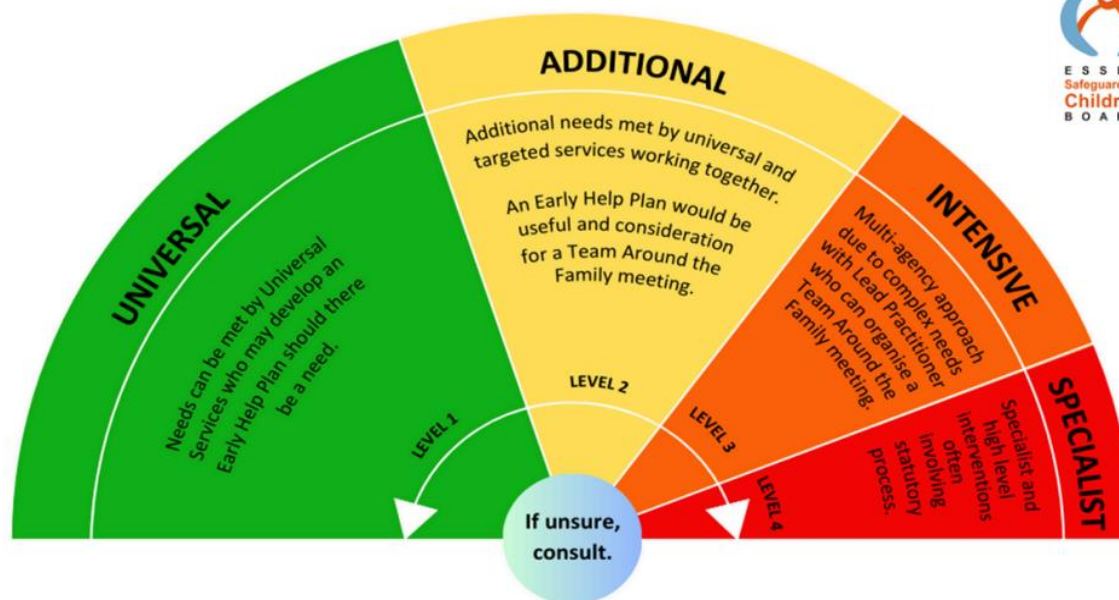 UNIVERSAL
Needs can be met by Universal
Services who may develop an
Early Help Plan should there
be a need.
LEVEL 1
ADDITIONAL
Additional needs met by universal and
targeted services working together.
An Early Help Plan would be
useful and consideration
for a Team Around the
Family meeting.
LEVEL 2
INTENSIVE
Multi-agency approach
due to complex needs
with Lead Practitioner
who can organise a
Team Around the
Family meeting.
LEVEL 3
SPECIALIST
Specialist and
high level
interventions
often
involving
statutory
process.
LEVEL 4
If unsure,
consult.